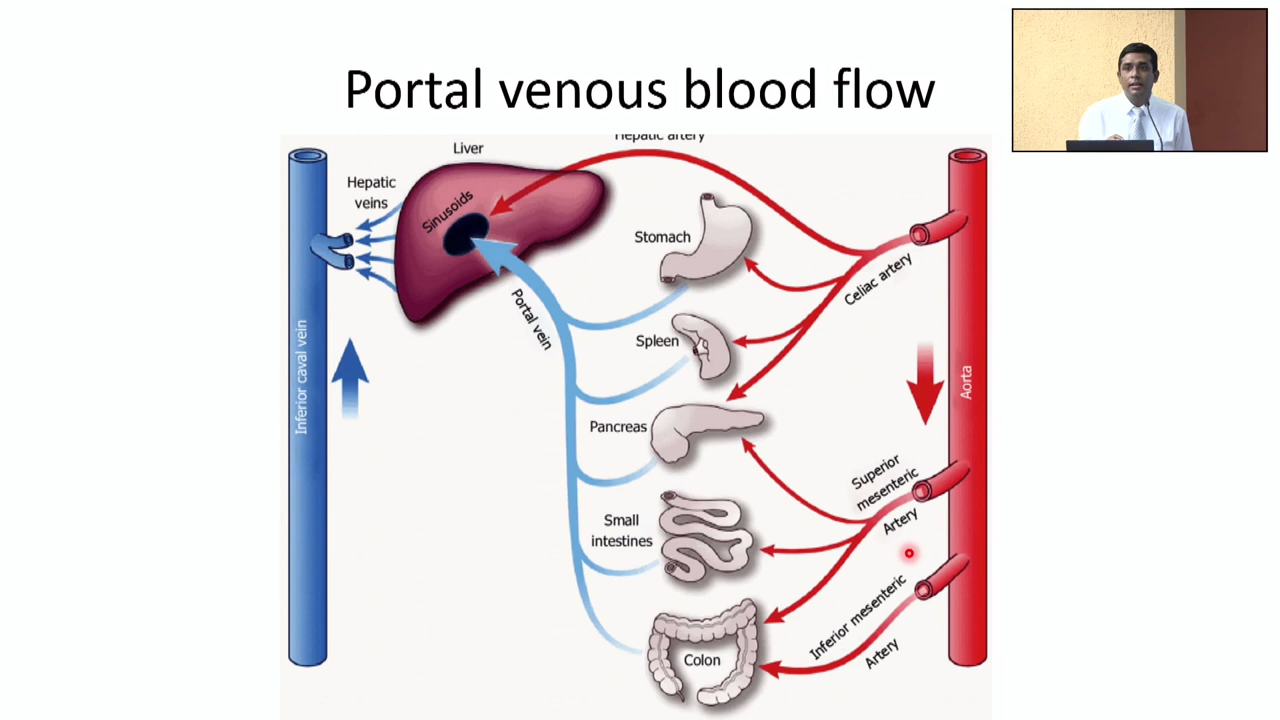 Portal venous blood flow
Hepatic artery
Liver
Hepatic
veins
Sinusoids
Stomach
Celiac artery
Portal vein
Spleen
Inferior caval vein
Aorta
Pancreas
Superior
mesenteric
Artery
Small
intestines
Inferior mesenteric
Artery
Colon